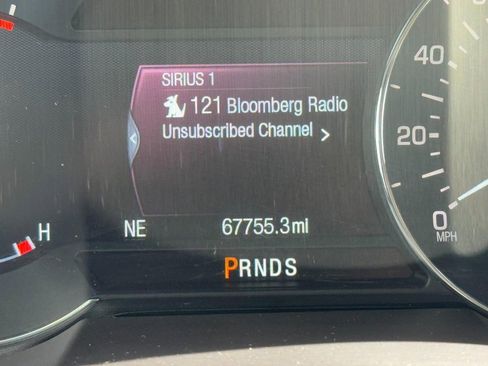 SIRIUS 1
121 Bloomberg Radio
Unsubscribed Channel >
40
20
0
MPH
H
NE
67755.3mi
PRNDS